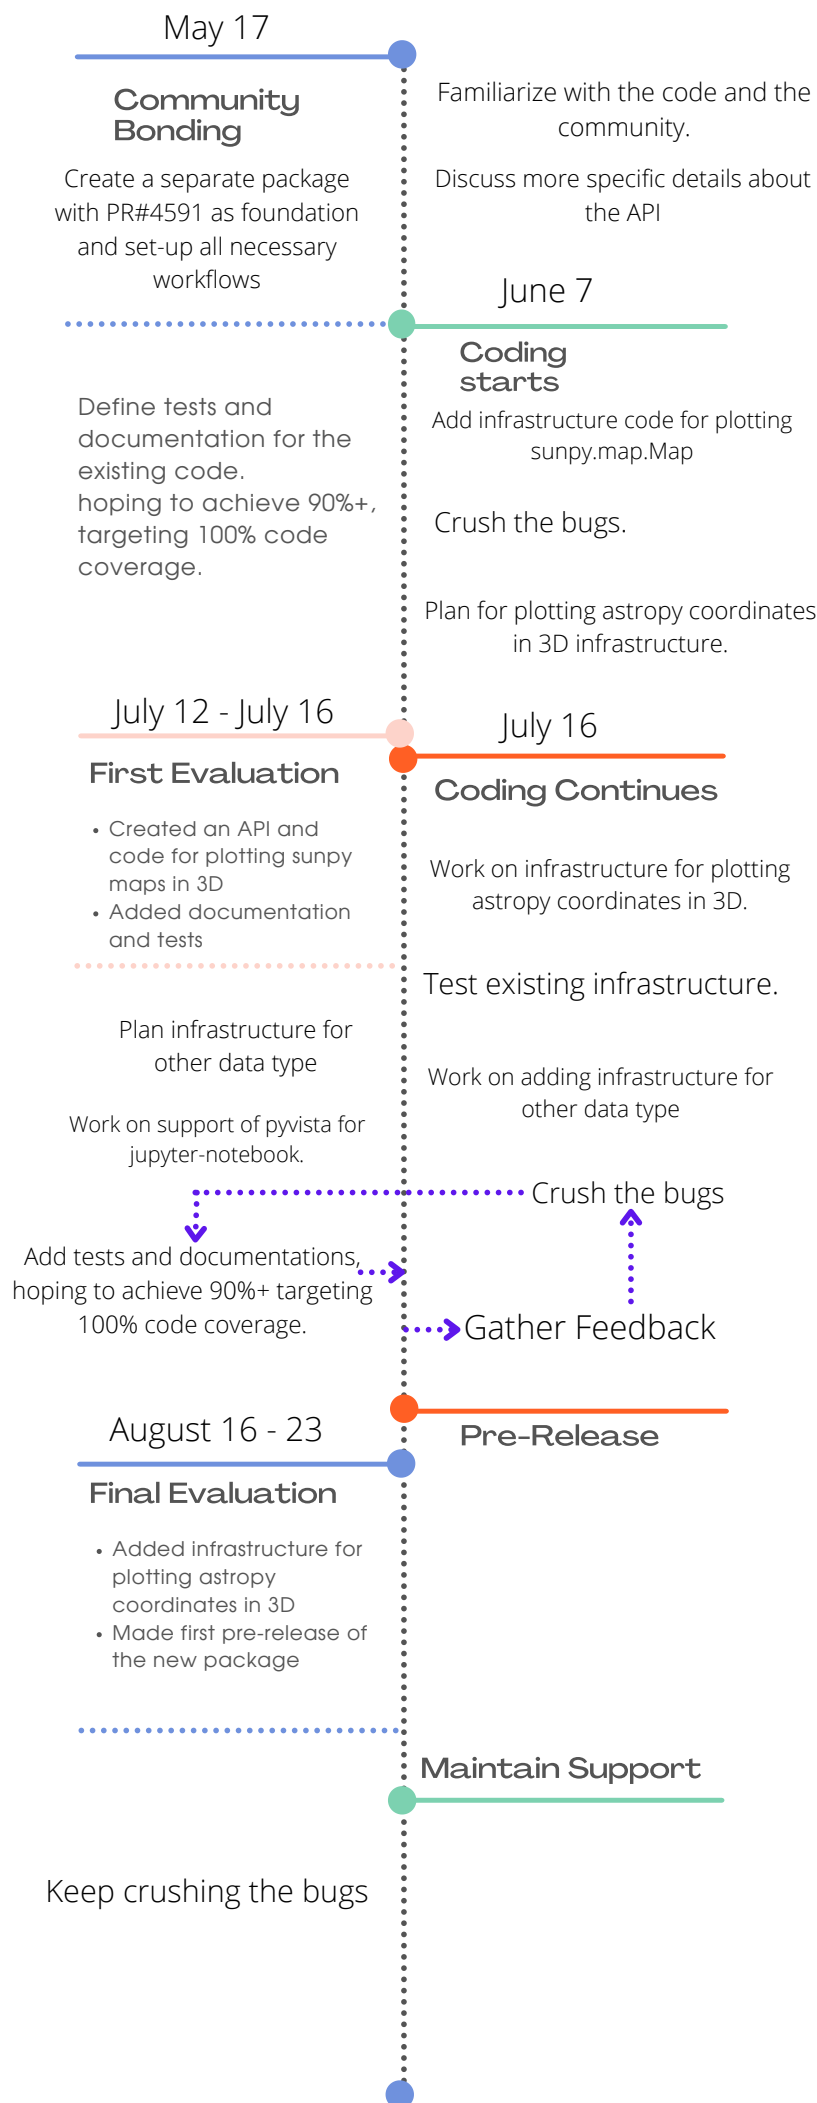 May 17
Community
Bonding
Create a separate package
with PR#4591 as foundation
and set-up all necessary
workflows
Familiarize with the code and the
community.
Discuss more specific details about
the API
June 7
Coding
starts
Add infrastructure code for plotting
sunpy.map.Map
Crush the bugs.
Plan for plotting astropy coordinates
in 3D infrastructure.
Define tests and
documentation for the
existing code.
hoping to achieve 90%+,
targeting 100% code
coverage.
July 12 - July 16
First Evaluation
• Created an API and
code for plotting sunpy
maps in 3D
• Added documentation
and tests
July 16
Coding Continues
Work on infrastructure for plotting
astropy coordinates in 3D.
Test existing infrastructure.
Work on adding infrastructure for
other data type
Plan infrastructure for
other data type
Work on support of pyvista for
jupyter-notebook.
Crush the bugs
Add tests and documentations,
hoping to achieve 90%+ targeting
100% code coverage.
Gather Feedback
Pre-Release
August 16 - 23
Final Evaluation
• Added infrastructure for
plotting astropy
coordinates in 3D
• Made first pre-release of
the new package
Maintain Support
Keep crushing the bugs